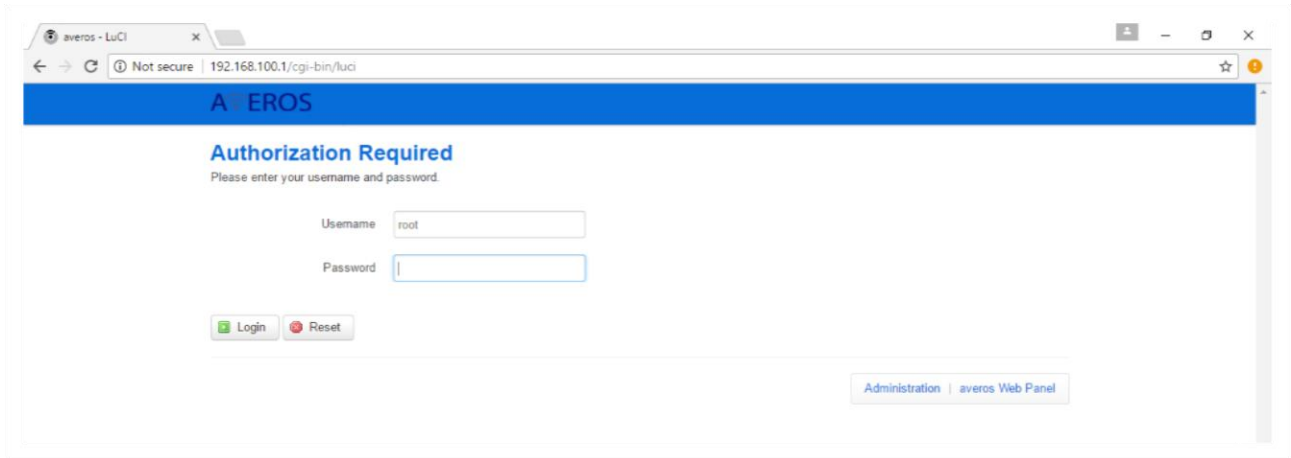 averos - LuCI
Not secure | 192.168.100.1/cgi-bin/luci
AVEROS
Authorization Required
Please enter your username and password.
Username root
Password
Login Reset
Administration | averos Web Panel